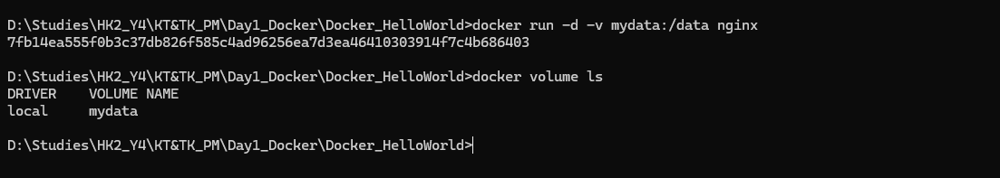 D:\Studies\HK2_Y4\KT&TK_PM\Day1_Docker\Docker_HelloWorld>docker run -d -v mydata:/data nginx
7fb14ea555f0b3c37db826f585c4ad96256ea7d3ea46410303914f7c4b686403
D:\Studies\HK2_Y4\KT&TK_PM\Day1_Docker\Docker_HelloWorld>docker volume ls
DRIVER    VOLUME NAME
local     mydata
D:\Studies\HK2_Y4\KT&TK_PM\Day1_Docker\Docker_HelloWorld>